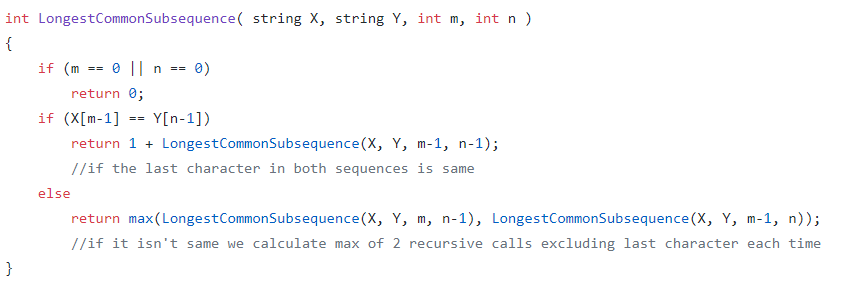 int LongestCommonSubsequence( string X, string Y, int m, int n )
{
    if (m == 0 || n == 0)
        return 0;
    if (X[m-1] == Y[n-1])
        return 1 + LongestCommonSubsequence(X, Y, m-1, n-1);
        //if the last character in both sequences is same
    else
        return max(LongestCommonSubsequence(X, Y, m, n-1), LongestCommonSubsequence(X, Y, m-1, n));
        //if it isn't same we calculate max of 2 recursive calls excluding last character each time
}